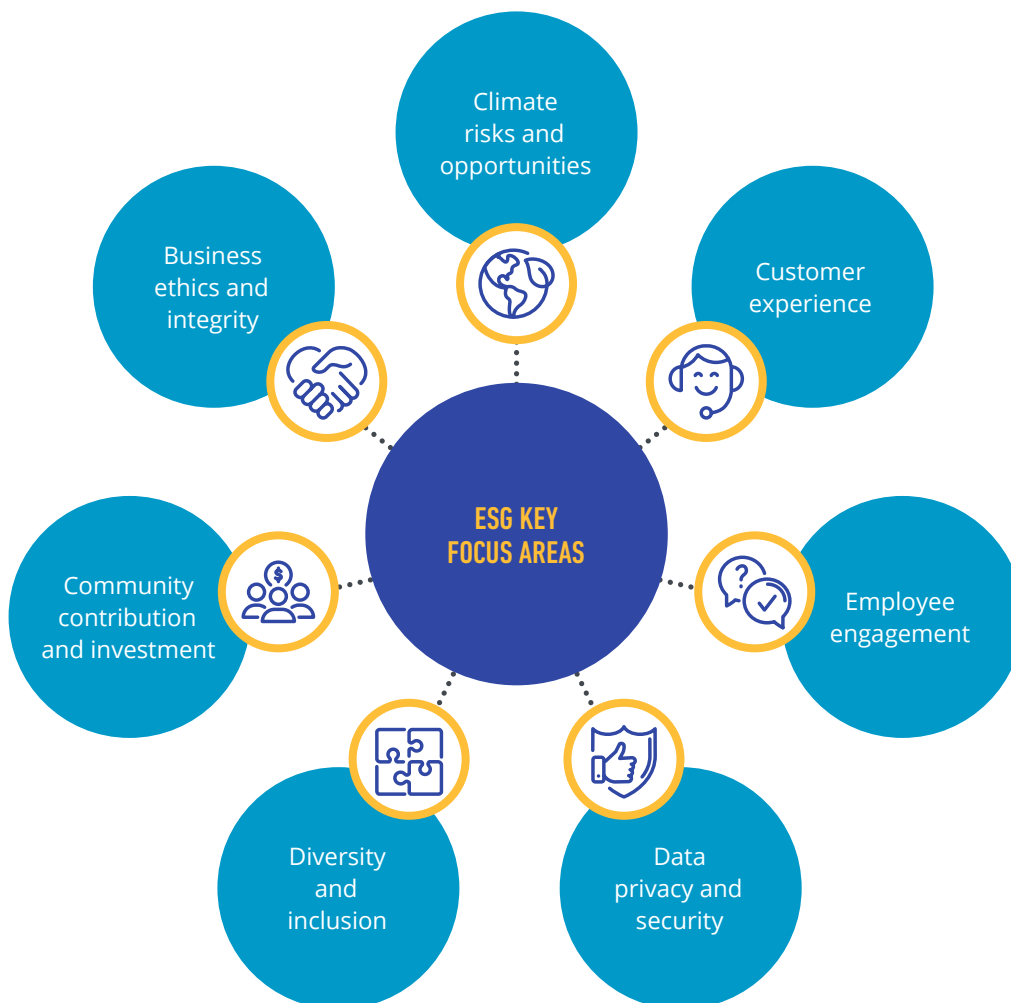 Climate
risks and
opportunities
Customer
experience
Employee
engagement
Data
privacy and
security
Diversity
and
inclusion
Community
contribution
and investment
Business
ethics and
integrity
ESG KEY
FOCUS AREAS
$
?